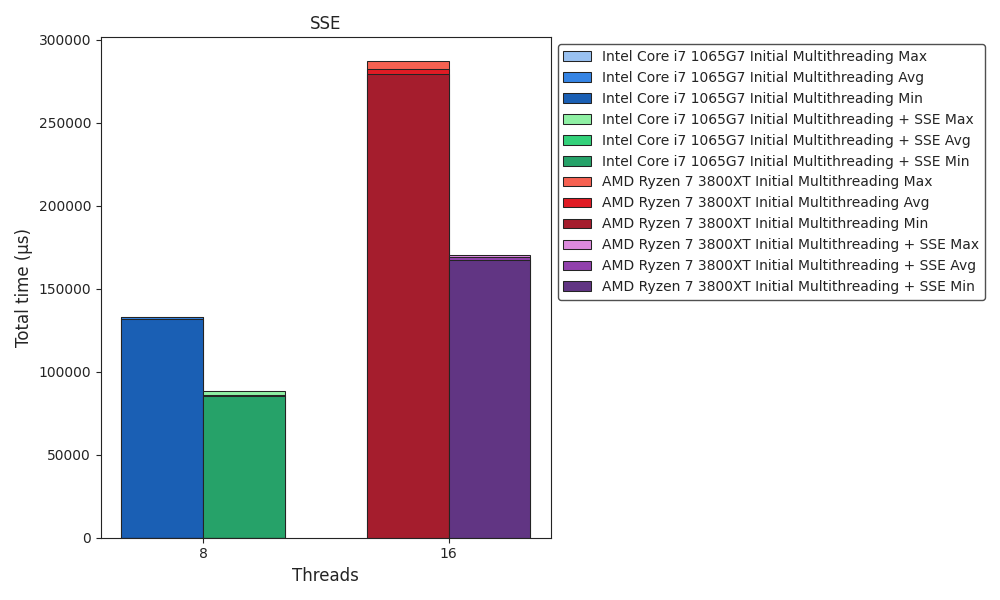 SSE
300000
250000
200000
150000
100000
50000
0
Total time (µs)
8
16
Threads
Intel Core i7 1065G7 Initial Multithreading Max
Intel Core i7 1065G7 Initial Multithreading Avg
Intel Core i7 1065G7 Initial Multithreading Min
Intel Core i7 1065G7 Initial Multithreading + SSE Max
Intel Core i7 1065G7 Initial Multithreading + SSE Avg
Intel Core i7 1065G7 Initial Multithreading + SSE Min
AMD Ryzen 7 3800XT Initial Multithreading Max
AMD Ryzen 7 3800XT Initial Multithreading Avg
AMD Ryzen 7 3800XT Initial Multithreading Min
AMD Ryzen 7 3800XT Initial Multithreading + SSE Max
AMD Ryzen 7 3800XT Initial Multithreading + SSE Avg
AMD Ryzen 7 3800XT Initial Multithreading + SSE Min